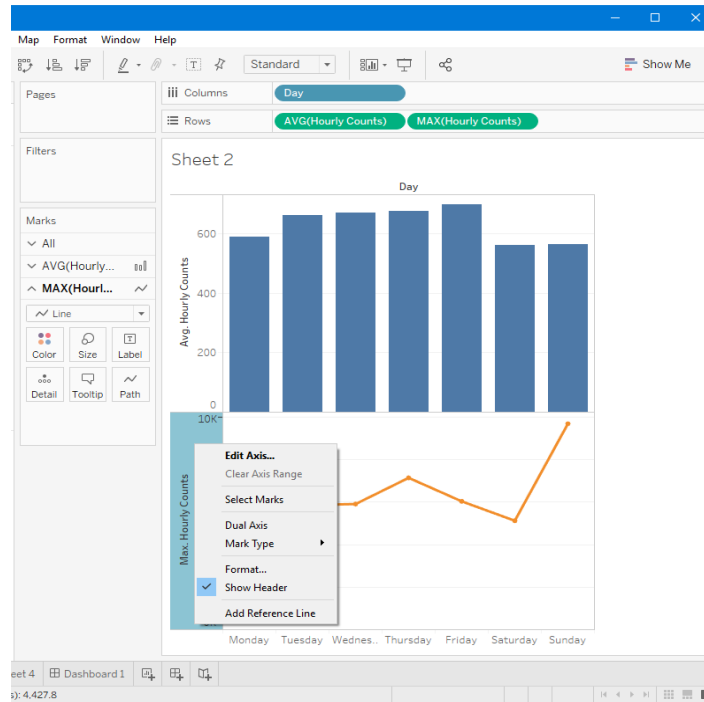 Map Format Window Help
Standard
Show Me
Pages
iii Columns
Day
Rows
AVG(Hourly Counts)
MAX(Hourly Counts)
Filters
Sheet 2
Day
Marks
All
AVG(Hourly...
MAX(Hourl...
Line
Color Size Label
Detail Tooltip Path
Avg. Hourly Counts
600
400
200
0
Max. Hourly Counts
10K
Edit Axis...
Clear Axis Range
Select Marks
Dual Axis
Mark Type
Format...
Show Header
Add Reference Line
Monday Tuesday Wednes.. Thursday Friday Saturday Sunday
eet 4 Dashboard 1
s): 4,427.8